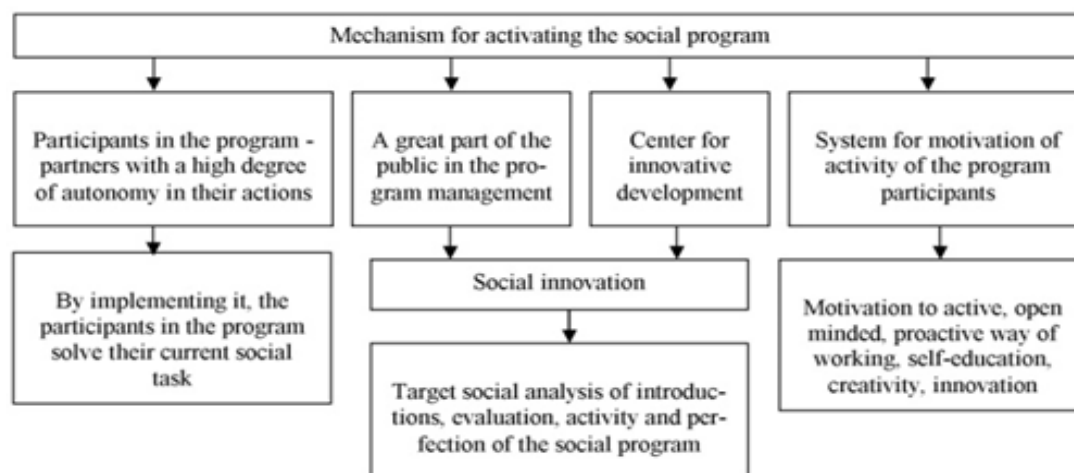 Mechanism for activating the social program
Participants in the program -
partners with a high degree
of autonomy in their actions
A great part of the
public in the pro-
gram management
Center for
innovative
development
System for motivation of
activity of the program
participants
By implementing it, the
participants in the program
solve their current social
task
Social innovation
Motivation to active, open
minded, proactive way of
working, self-education,
creativity, innovation
Target social analysis of introduc-
tions, evaluation, activity and per-
fection of the social program